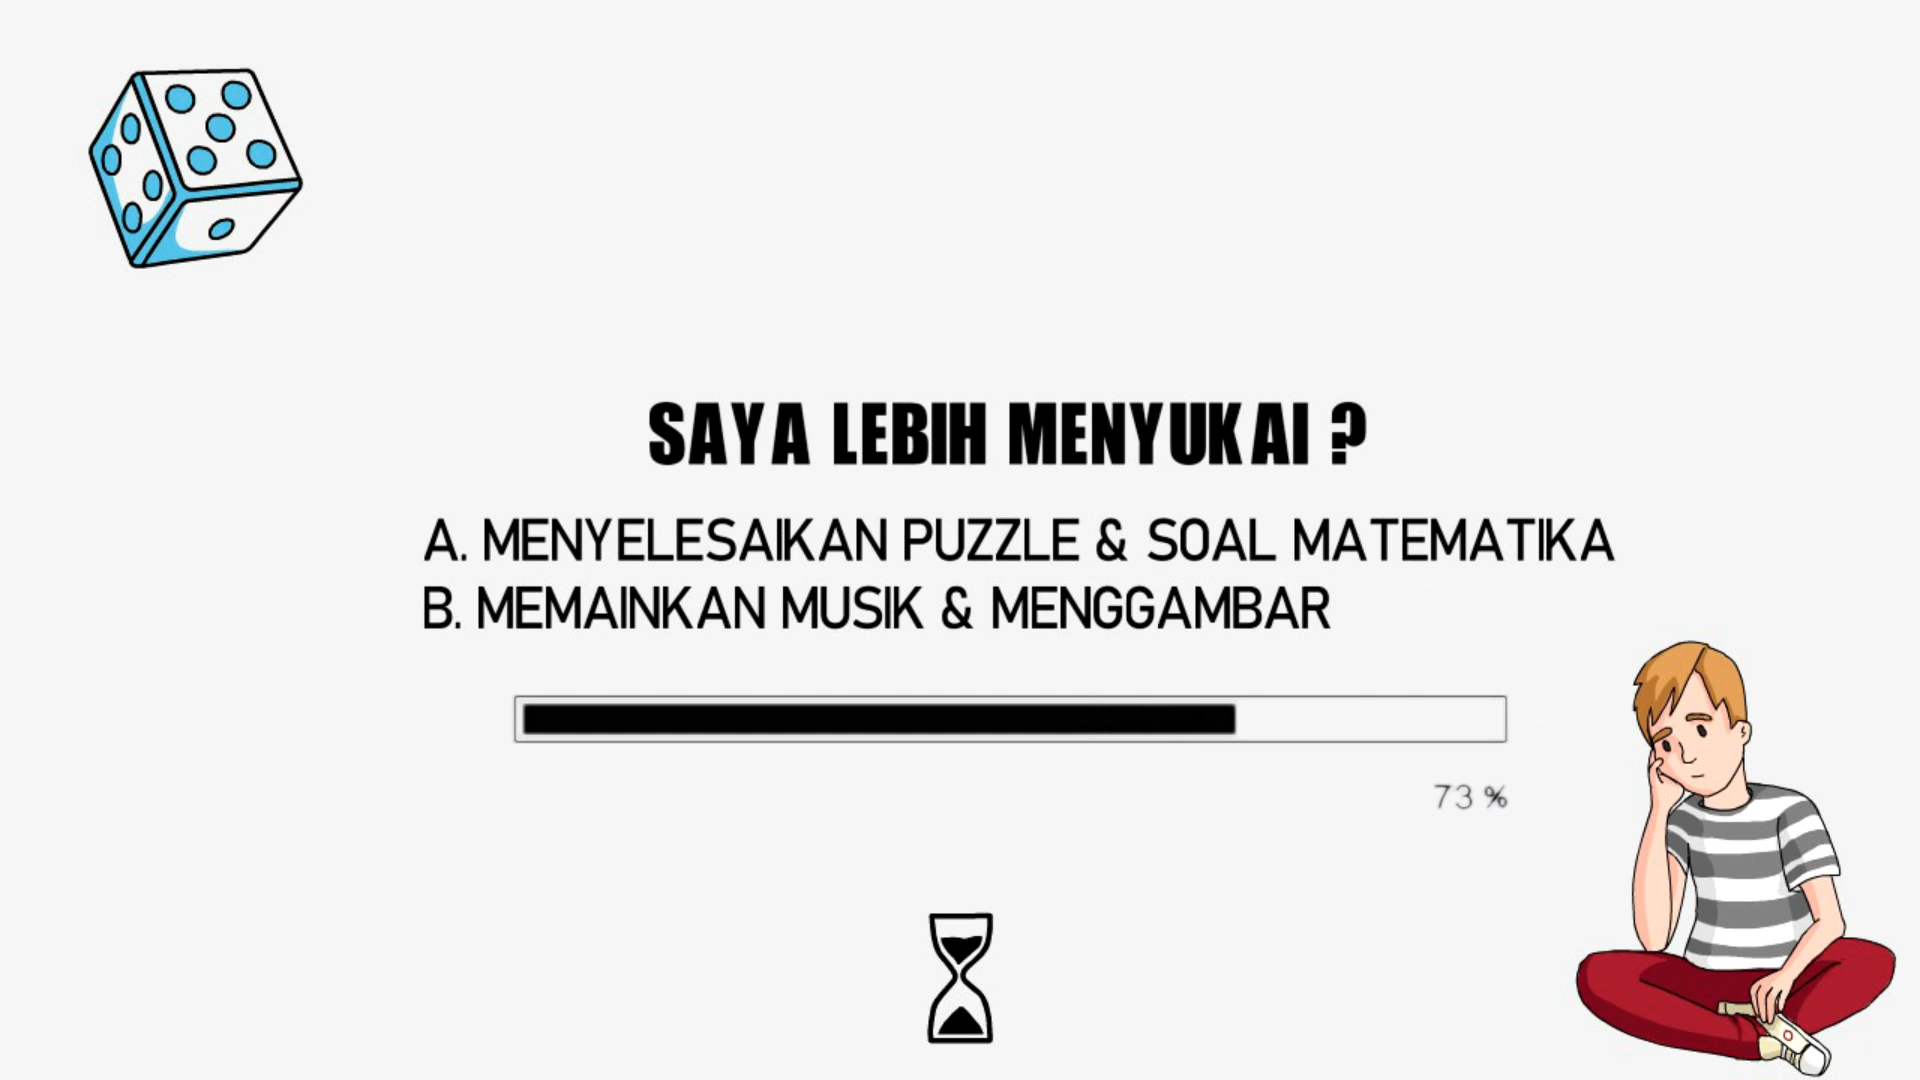 SAYA LEBIH MENYUKAI ?
A. MENYELESAIKAN PUZZLE & SOAL MATEMATIKA
B. MEMAINKAN MUSIK & MENGGAMBAR
73 %